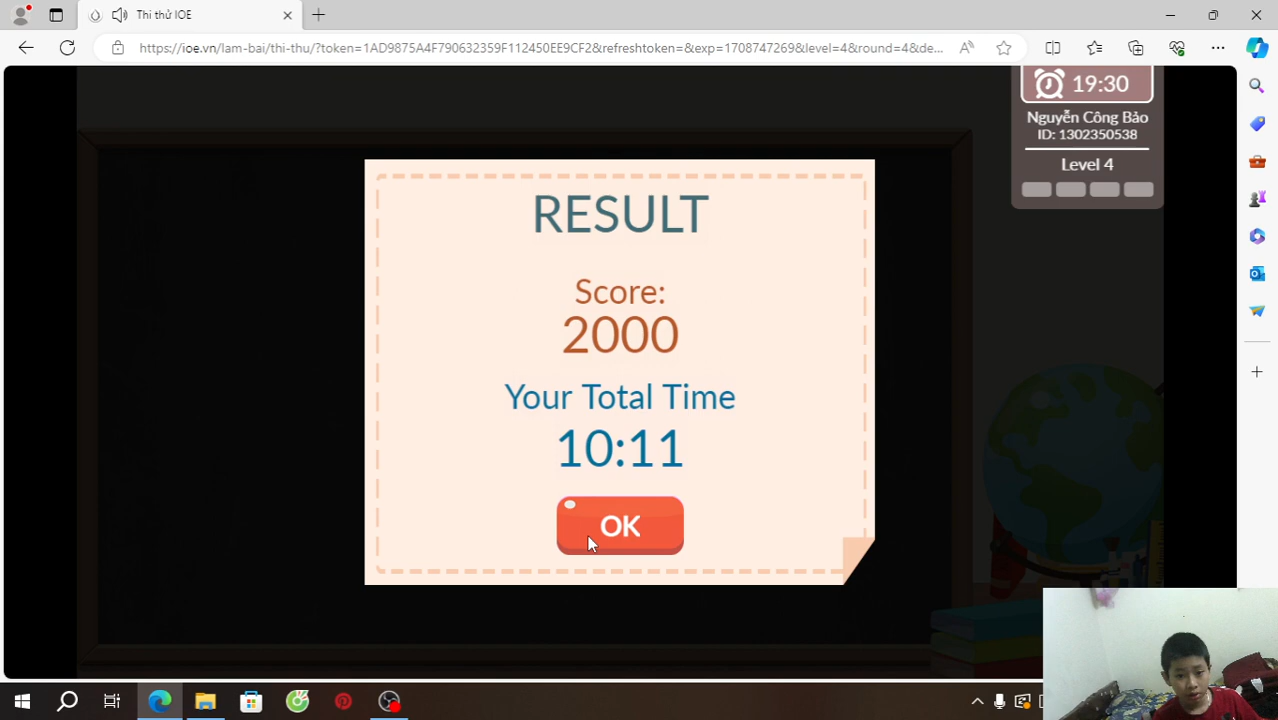 Thi thử IOE
https://ioe.vn/lam-bai/thi-thu/?token=1AD9875A4F790632359F112450EE9CF2&refreshtoken=&exp=1708747269&level=4&round=4&de...
19:30
Nguyễn Công Bảo
ID: 1302350538
Level 4
RESULT
Score:
2000
Your Total Time
10:11
OK